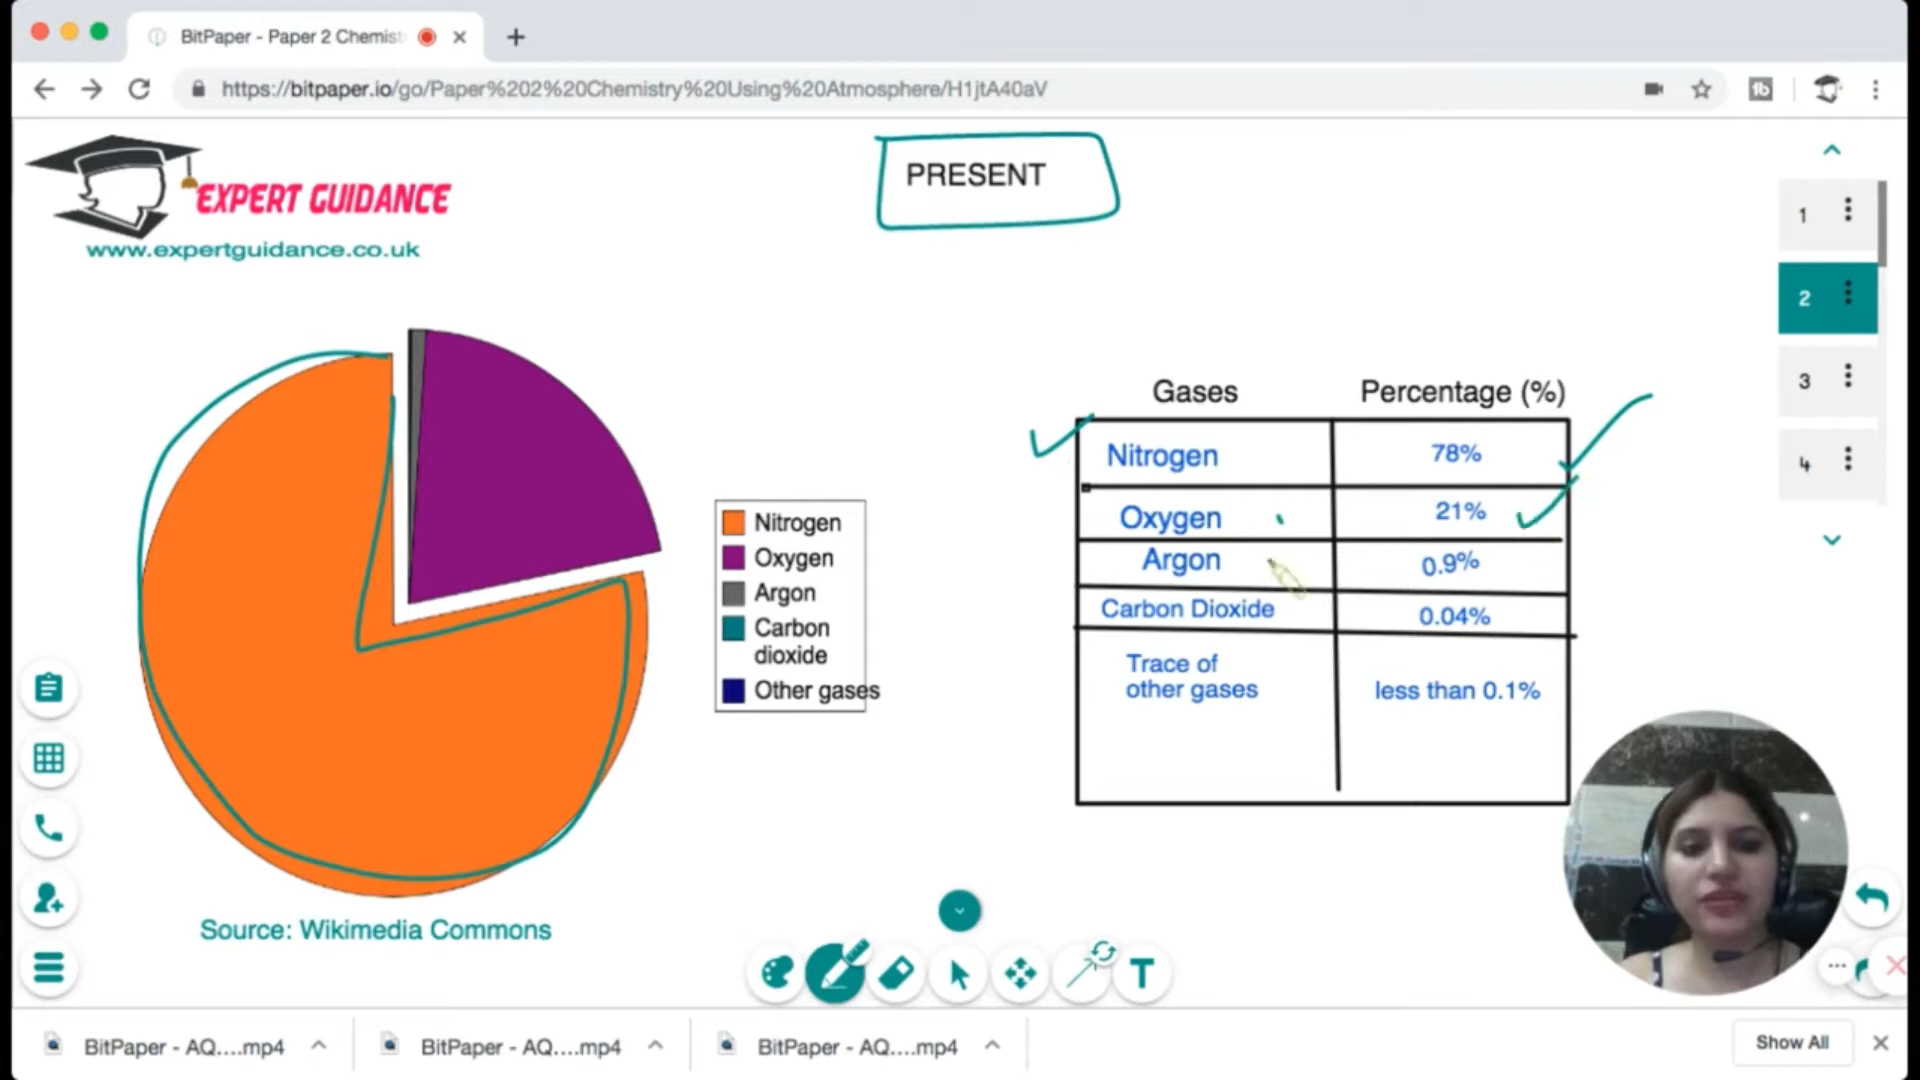 BitPaper - Paper 2 Chemist
https://bitpaper.io/go/Paper%202%20Chemistry%20Using%20Atmosphere/H1jtA40aV
EXPERT GUIDANCE
www.expertguidance.co.uk
PRESENT
1
2
3
4
Nitrogen
Oxygen
Argon
Carbon
dioxide
Other gases
Gases Percentage (%)
Nitrogen 78%
Oxygen 21%
Argon 0.9%
Carbon Dioxide 0.04%
Trace of
other gases
less than 0.1%
Source: Wikimedia Commons
T
BitPaper - AQ....mp4
BitPaper - AQ....mp4
BitPaper - AQ....mp4
Show All